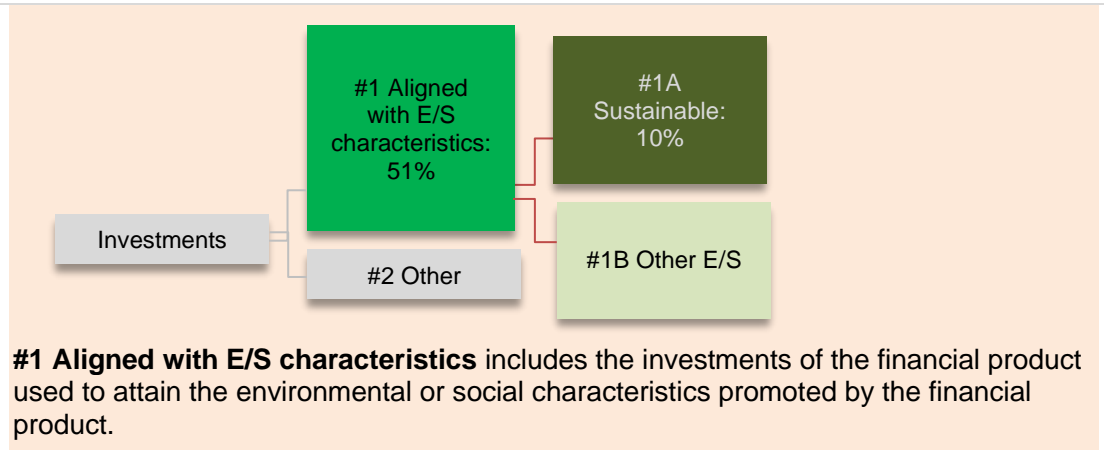 #1 Aligned
with E/S
characteristics:
51%
#1A
Sustainable:
10%
Investments
#2 Other
#1B Other E/S
#1 Aligned with E/S characteristics includes the investments of the financial product
used to attain the environmental or social characteristics promoted by the financial
product.